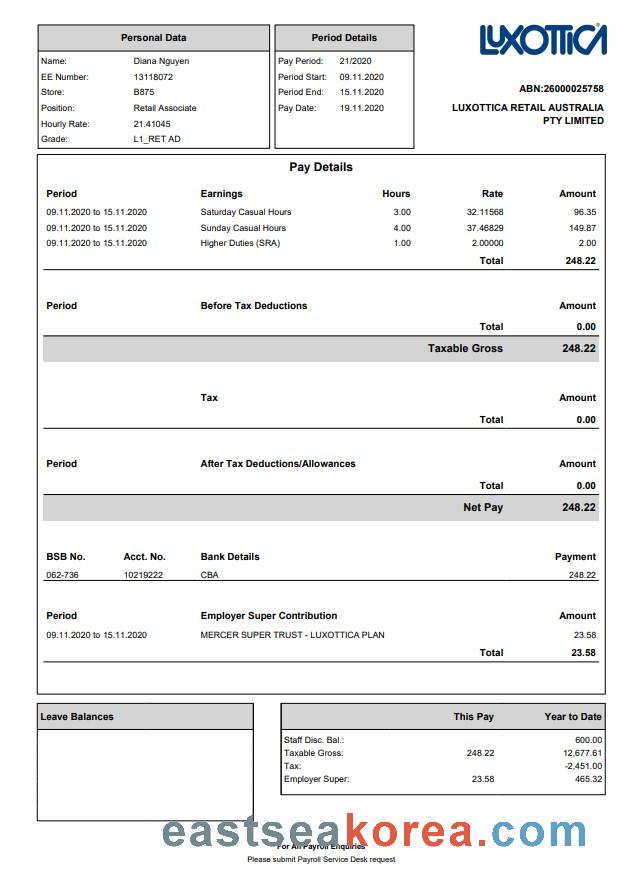 Personal Data
Name: Diana Nguyen
EE Number: 13118072
Store: B875
Position: Retail Associate
Hourly Rate: 21.41045
Grade: L1_RET AD
Period Details
Pay Period: 21/2020
Period Start: 09.11.2020
Period End: 15.11.2020
Pay Date: 19.11.2020
LUXOTTICA
ABN:26000025758
LUXOTTICA RETAIL AUSTRALIA
PTY LIMITED
Pay Details
Period Earnings Hours Rate Amount
09.11.2020 to 15.11.2020 Saturday Casual Hours 3.00 32.11568 96.35
09.11.2020 to 15.11.2020 Sunday Casual Hours 4.00 37.46829 149.87
09.11.2020 to 15.11.2020 Higher Duties (SRA) 1.00 2.00000 2.00
Total 248.22
Period Before Tax Deductions Amount
Total 0.00
Taxable Gross 248.22
Tax Amount
Total 0.00
Period After Tax Deductions/Allowances Amount
Total 0.00
Net Pay 248.22
BSB No. Acct. No. Bank Details Payment
062-736 10219222 CBA 248.22
Period Employer Super Contribution Amount
09.11.2020 to 15.11.2020 MERCER SUPER TRUST - LUXOTTICA PLAN 23.58
Total 23.58
Leave Balances
This Pay Year to Date
Staff Disc. Bal.: 600.00
Taxable Gross: 248.22 12,677.61
Tax: -2,451.00
Employer Super: 23.58 465.32
eastseakorea.com
For All Payroll Enquiries
Please submit Payroll Service Desk request